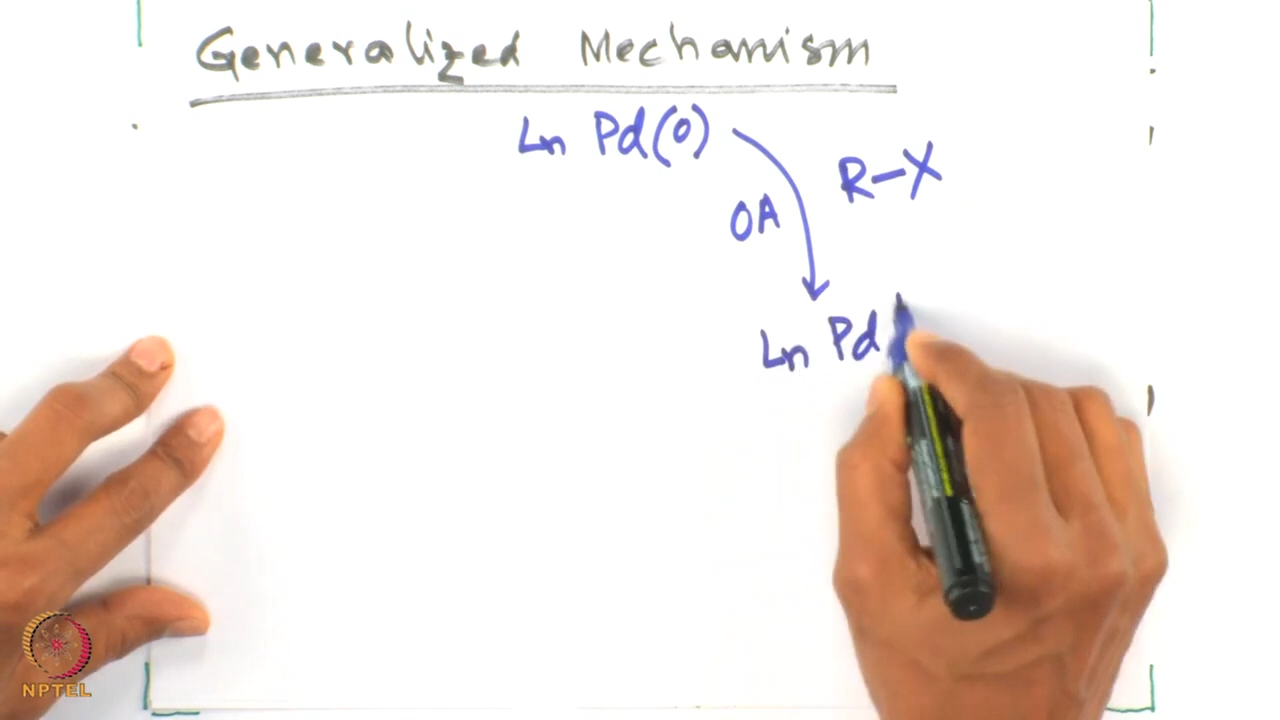 Generalized Mechanism
Ln Pd(0)
R-X
OA
Ln Pd
NPTEL